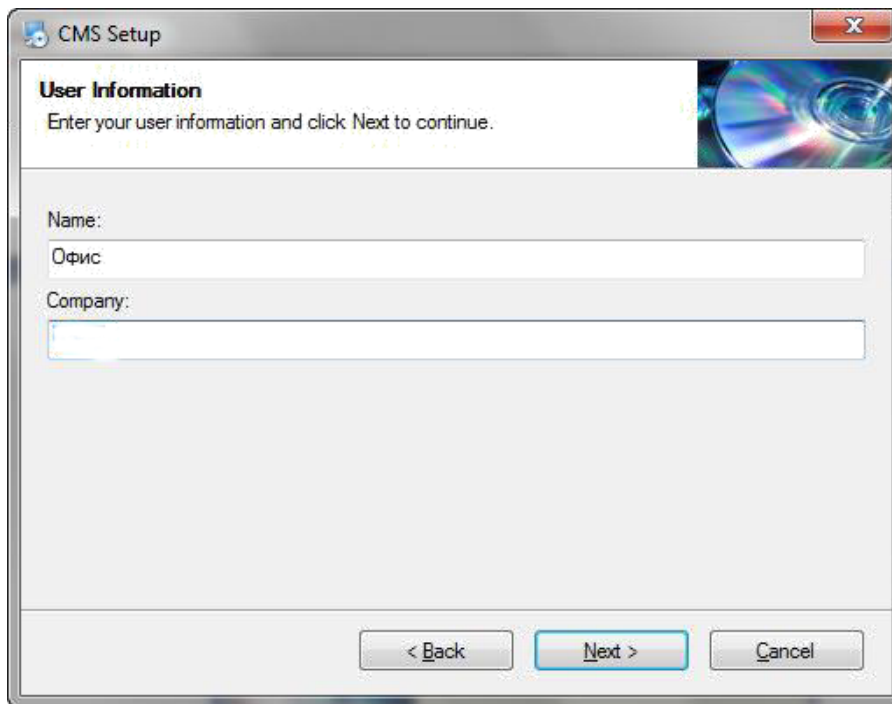 CMS Setup
User Information
Enter your user information and click Next to continue.
Name:
Офис
Company:
< Back
Next >
Cancel